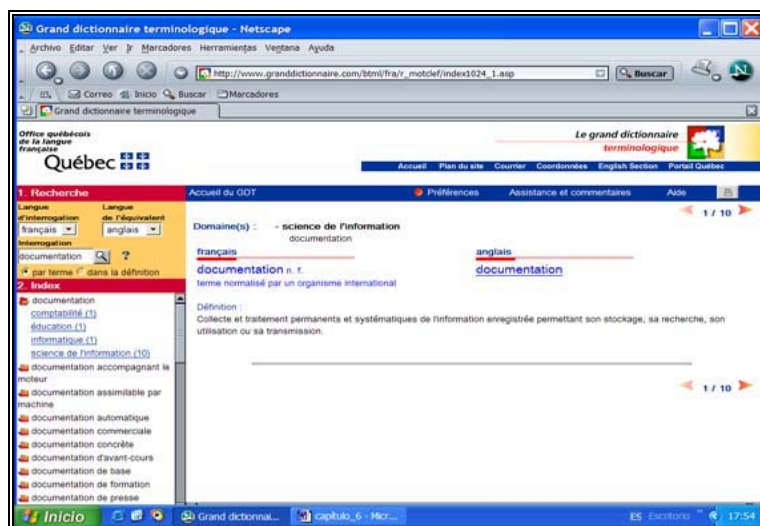 Grand dictionnaire terminologique - Netscape
Archivo Editar Ver Ir Marcadores Herramientas Ventana Ayuda
http://www.granddictionnaire.com/btml/fra/r_motclef/index1024_1.asp
Buscar
Correo Inicio Buscar Marcadores
Grand dictionnaire terminologique
Office québécois
de la langue
française
Québec
Le grand dictionnaire
terminologique
Accueil Plan du site Courrier Coordonnées English Section Portail Québec
1. Recherche
Accueil du GDT Préférences Assistance et commentaires Aide
Langue
d'interrogation
Langue
de l'équivalent
français
anglais
Interrogation
documentation ?
par terme dans la définition
2. Index
documentation
comptabilité (1)
éducation (1)
informatique (1)
science de l'information (10)
documentation accompagnant le
moteur
documentation assimilable par
machine
documentation automatique
documentation commerciale
documentation concrète
documentation d'avant-cours
documentation de base
documentation de formation
documentation de presse
1 / 10
Domaine(s) : - science de l'information
documentation
français
anglais
documentation n. f.
documentation
terme normalisé par un organisme international
Définition :
Collecte et traitement permanents et systématiques de l'information enregistrée permettant son stockage, sa recherche, son
utilisation ou sa transmission.
1 / 10
Inicio
Grand dictionnai...
capitulo_6 - Micr...
ES Escritorio
17:54